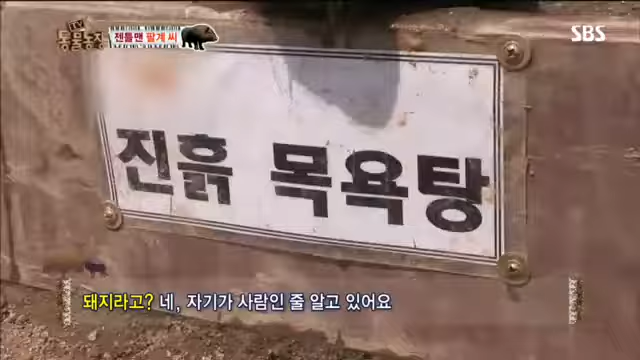 TV
동물농장
젠틀맨 팔계 씨
SBS
진흙 목욕탕
돼지라고? 네, 자기가 사람인 줄 알고 있어요